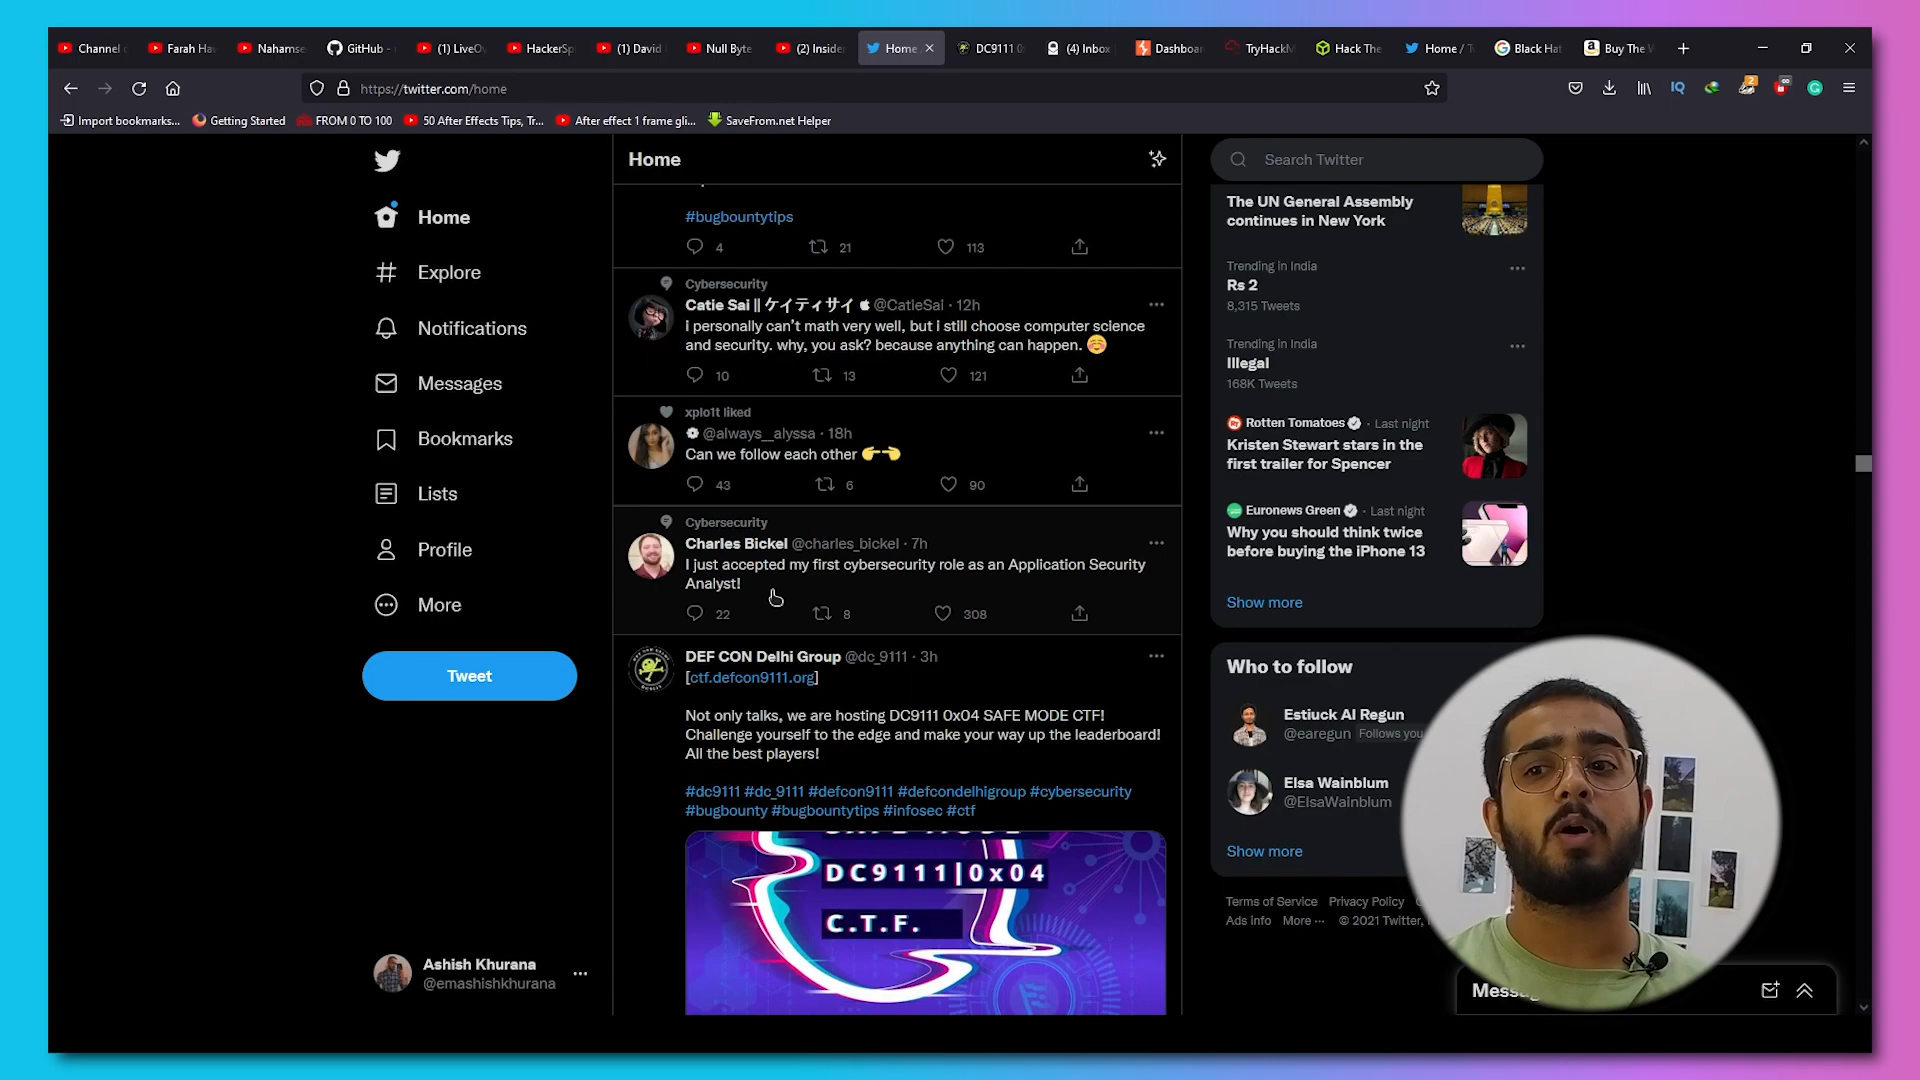 Channel
Farah Ha
Nahamse
GitHub -
(1) LiveO
HackerSp
(1) David
Null Byte
(2) Inside
Home /
DC9111 0
(4) Inbox
Dashboar
TryHackM
Hack The
Home / T
Black Hat
Buy The
https://twitter.com/home
IQ
2
Import bookmarks...
Getting Started
FROM 0 TO 100
50 After Effects Tips, Tr...
After effect 1 frame gli...
SaveFrom.net Helper
Home
Explore
Notifications
Messages
Bookmarks
Lists
Profile
More
Tweet
Ashish Khurana
@emashishkhurana
Home
#bugbountytips
4 21 113
Cybersecurity
Catie Sai || ケイティサイ @CatieSai · 12h
i personally can't math very well, but i still choose computer science
and security. why, you ask? because anything can happen.
10 13 121
xplo1t liked
@always__alyssa · 18h
Can we follow each other
43 6 90
Cybersecurity
Charles Bickel @charles_bickel · 7h
I just accepted my first cybersecurity role as an Application Security
Analyst!
22 8 308
DEF CON Delhi Group @dc_9111 · 3h
[ctf.defcon9111.org]
Not only talks, we are hosting DC9111 0x04 SAFE MODE CTF!
Challenge yourself to the edge and make your way up the leaderboard!
All the best players!
#dc9111 #dc_9111 #defcon9111 #defcondelhigroup #cybersecurity
#bugbounty #bugbountytips #infosec #ctf
DC9111|0x04
C.T.F.
Search Twitter
The UN General Assembly
continues in New York
Trending in India
Rs 2
8,315 Tweets
Trending in India
Illegal
168K Tweets
Rotten Tomatoes · Last night
Kristen Stewart stars in the
first trailer for Spencer
Euronews Green · Last night
Why you should think twice
before buying the iPhone 13
Show more
Who to follow
Estiuck Al Regun
@earegun Follows you
Elsa Wainblum
@ElsaWainblum
Show more
Terms of Service Privacy Policy
Ads info More ··· © 2021 Twitter,
Messag